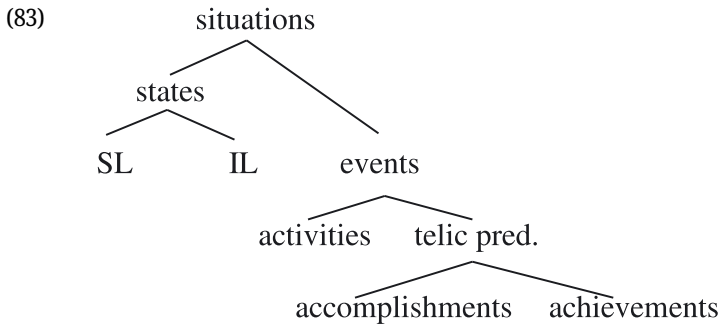 (83) situations
states
SL IL events
activities telic pred.
accomplishments achievements